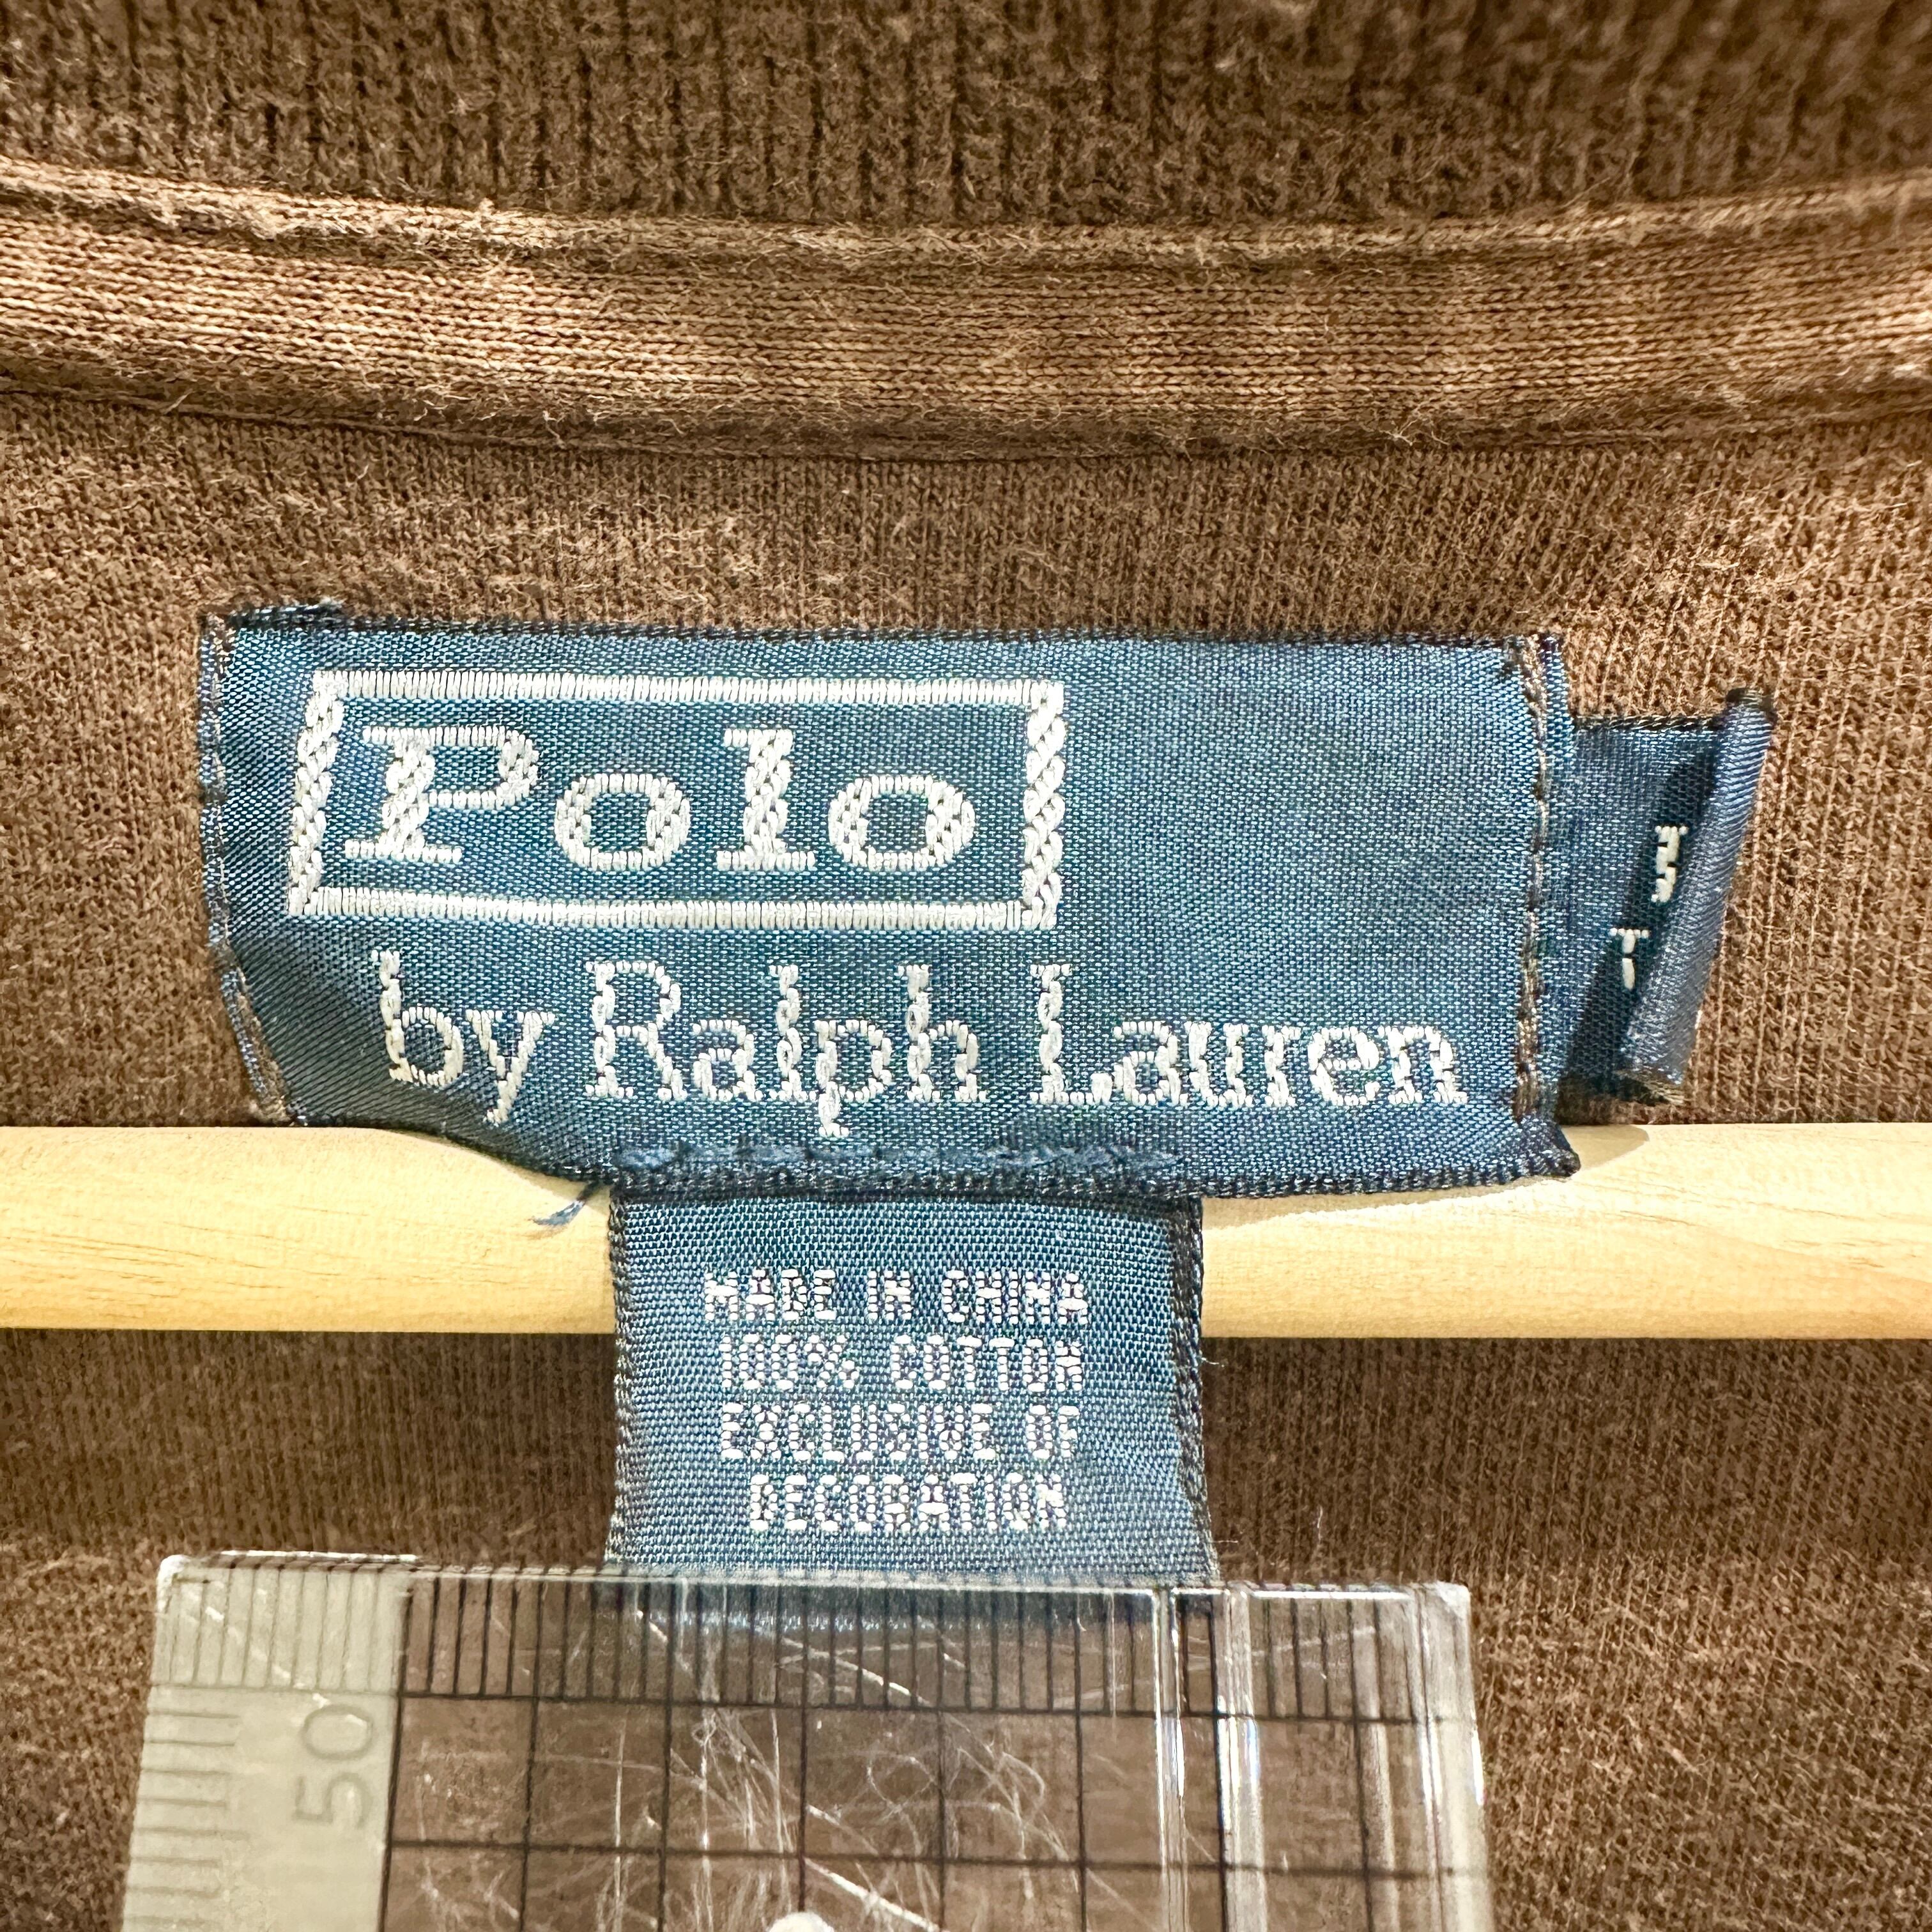 Polo
by Ralph Lauren
MADE IN CHINA
100% COTTON
EXCLUSIVE OF
DECORATION
50